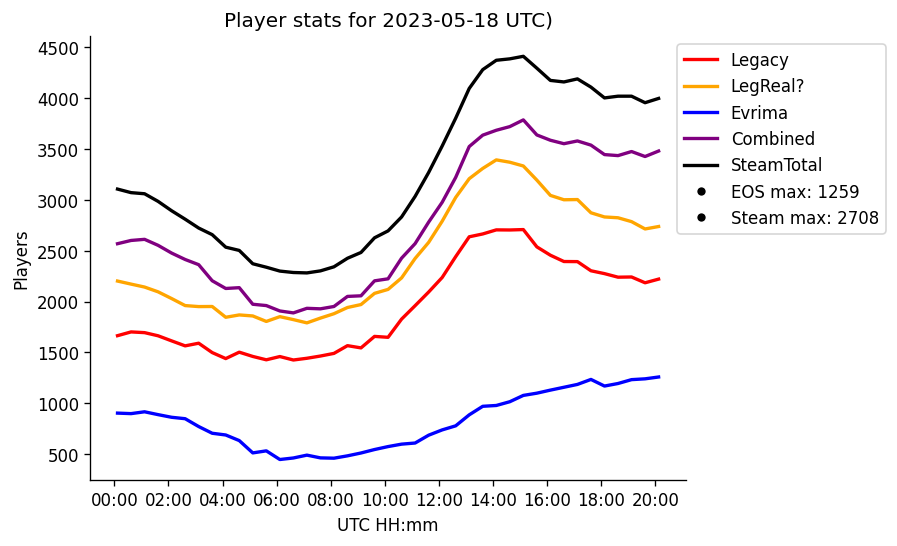 Player stats for 2023-05-18 UTC)
Players
4500
4000
3500
3000
2500
2000
1500
1000
500
00:00 02:00 04:00 06:00 08:00 10:00 12:00 14:00 16:00 18:00 20:00
UTC HH:mm
Legacy
LegReal?
Evrima
Combined
SteamTotal
EOS max: 1259
Steam max: 2708